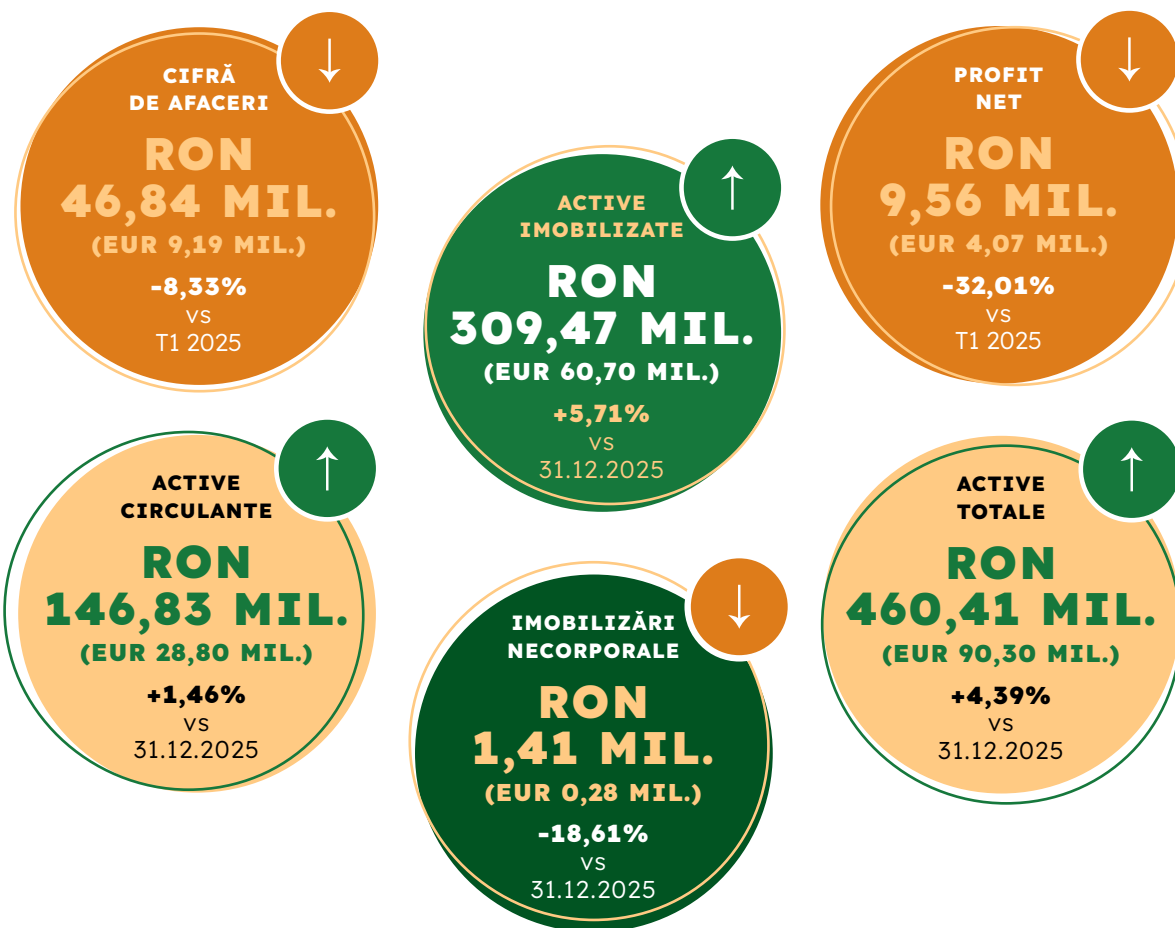 CIFRĂ
DE AFACERI
RON
46,84 MIL.
(EUR 9,19 MIL.)
-8,33%
vs
T1 2025
ACTIVE
IMOBILIZATE
RON
309,47 MIL.
(EUR 60,70 MIL.)
+5,71%
vs
31.12.2025
PROFIT
NET
RON
9,56 MIL.
(EUR 4,07 MIL.)
-32,01%
vs
T1 2025
ACTIVE
CIRCULANTE
RON
146,83 MIL.
(EUR 28,80 MIL.)
+1,46%
vs
31.12.2025
IMOBILIZĂRI
NECORPORALE
RON
1,41 MIL.
(EUR 0,28 MIL.)
-18,61%
vs
31.12.2025
ACTIVE
TOTALE
RON
460,41 MIL.
(EUR 90,30 MIL.)
+4,39%
vs
31.12.2025